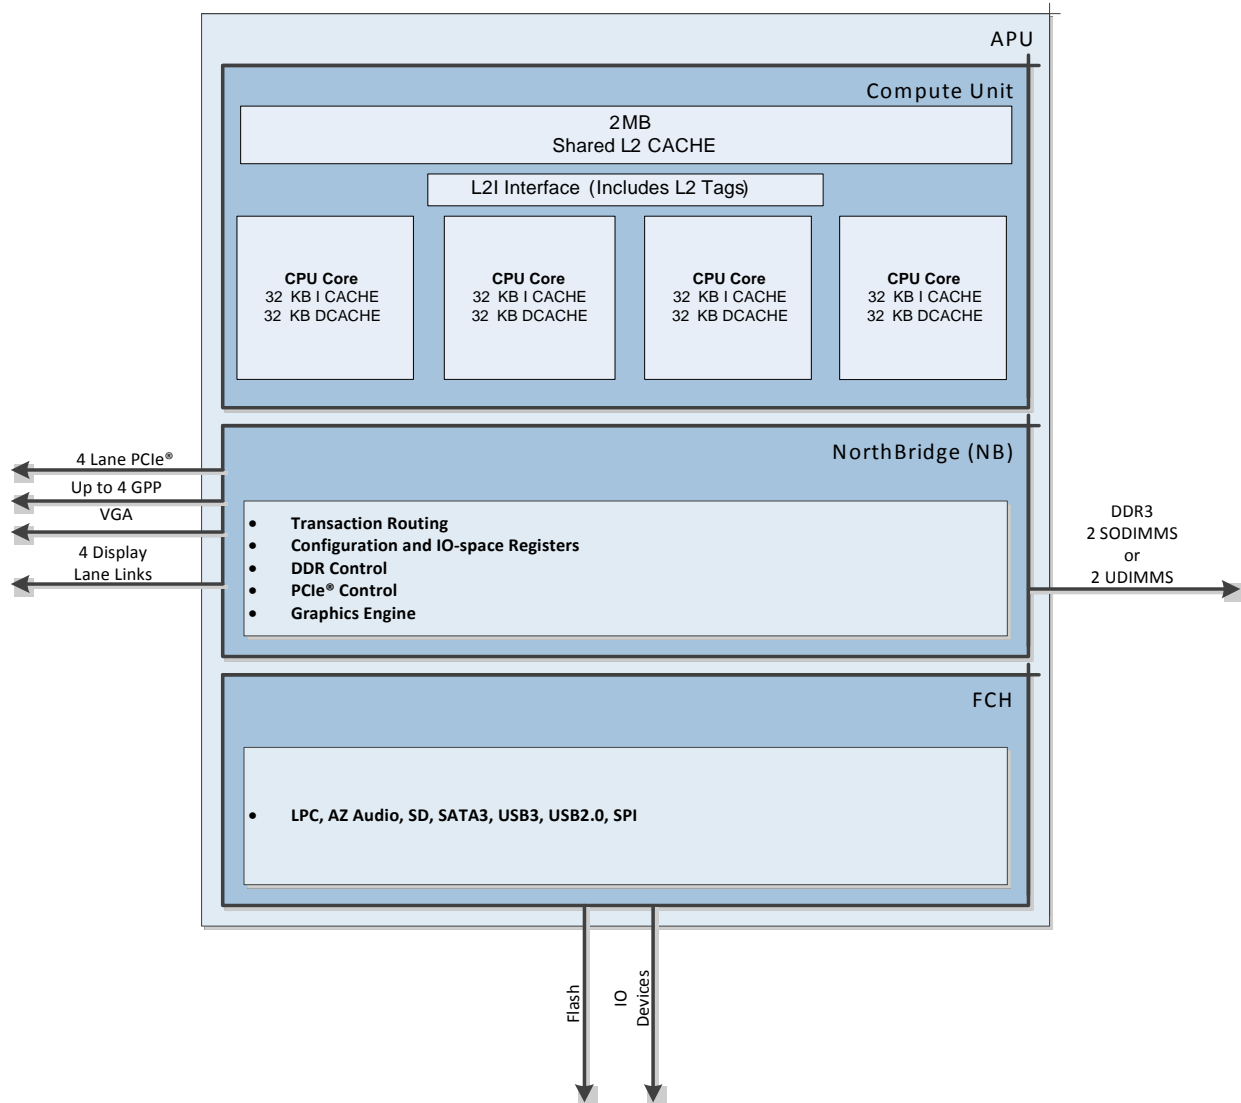 APU
Compute Unit
2MB
Shared L2 CACHE
L2I Interface (Includes L2 Tags)
CPU Core
32 KB I CACHE
32 KB DCACHE
CPU Core
32 KB I CACHE
32 KB DCACHE
CPU Core
32 KB I CACHE
32 KB DCACHE
CPU Core
32 KB I CACHE
32 KB DCACHE
NorthBridge (NB)
4 Lane PCIe®
Up to 4 GPP
VGA
4 Display
Lane Links
• Transaction Routing
• Configuration and IO-space Registers
• DDR Control
• PCIe® Control
• Graphics Engine
DDR3
2 SODIMMS
or
2 UDIMMS
FCH
• LPC, AZ Audio, SD, SATA3, USB3, USB2.0, SPI
Flash
IO
Devices